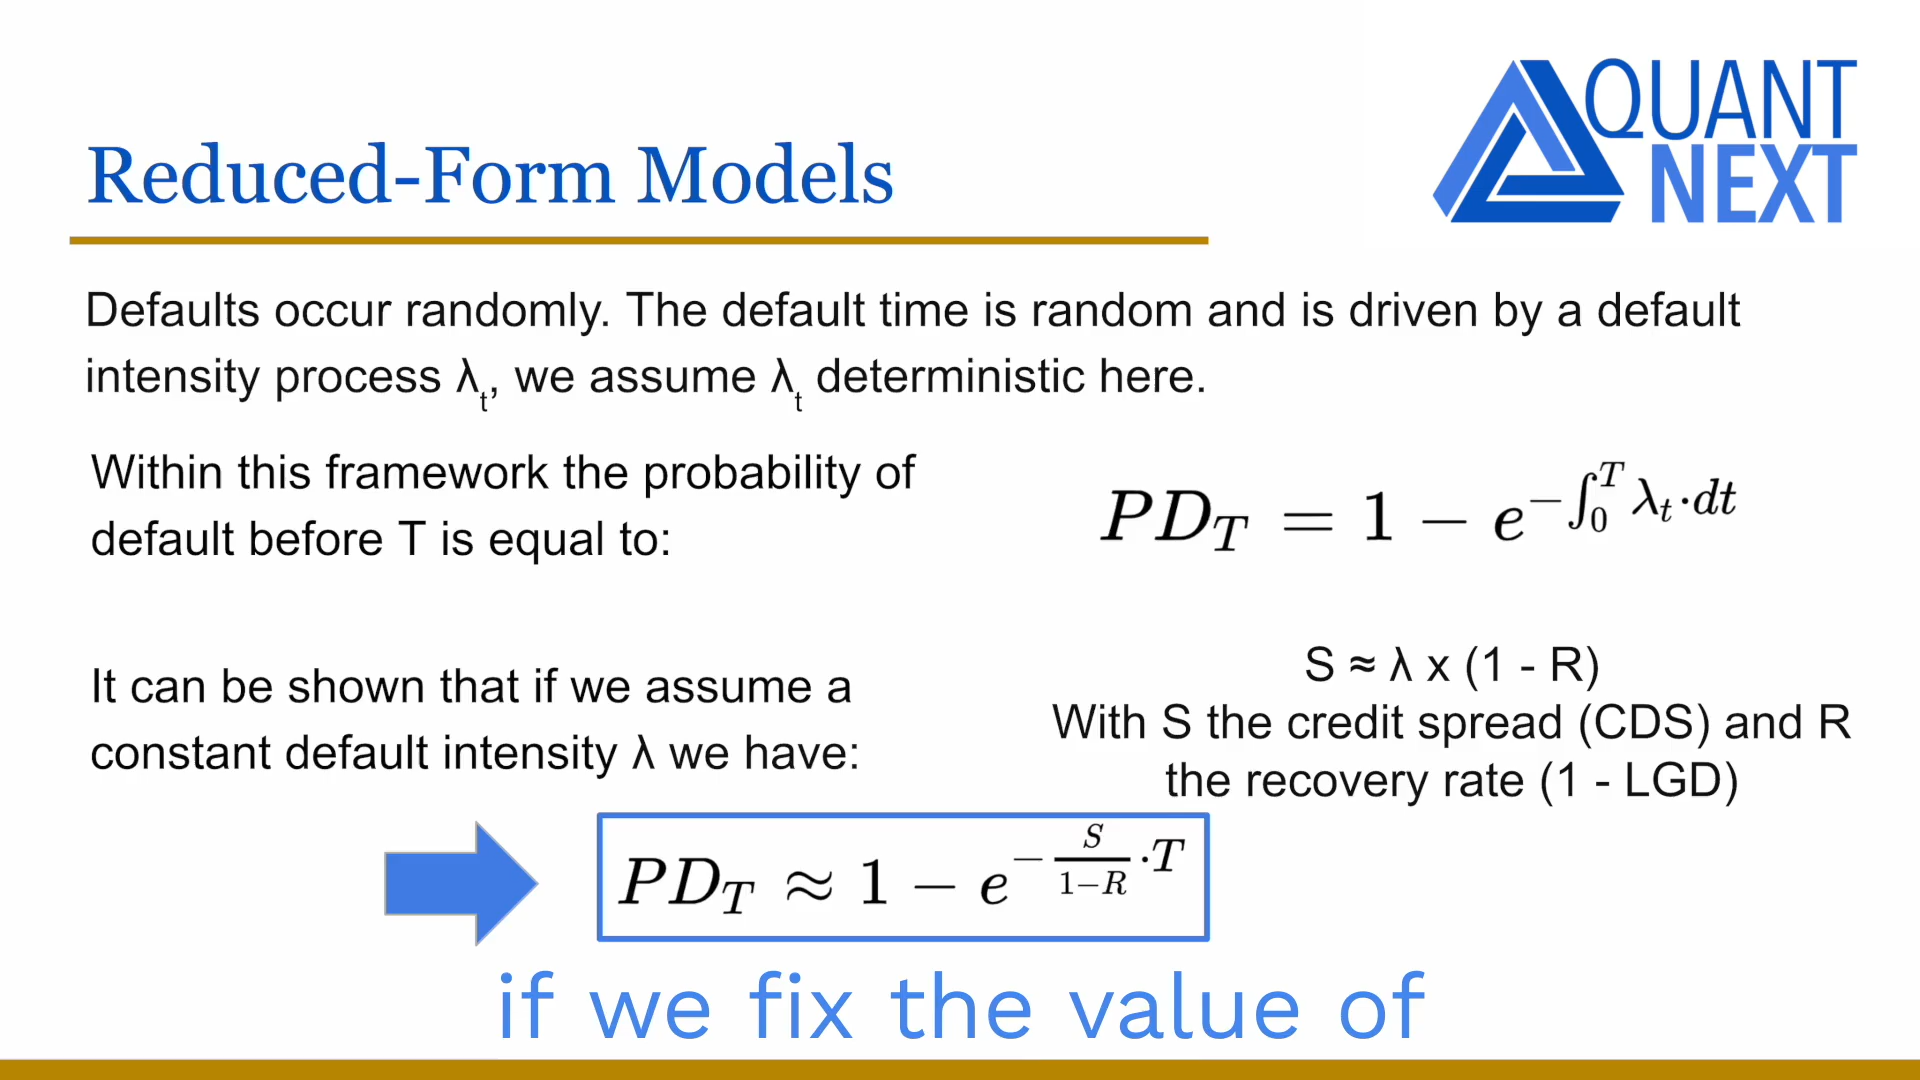 QUANT
NEXT
Reduced-Form Models
Defaults occur randomly. The default time is random and is driven by a default
intensity process λ_t, we assume λ_t deterministic here.
Within this framework the probability of
default before T is equal to:
PD_T = 1 − e^{−∫_0^T λ_t·dt}
It can be shown that if we assume a
constant default intensity λ we have:
S ≈ λ x (1 - R)
With S the credit spread (CDS) and R
the recovery rate (1 - LGD)
PD_T ≈ 1 − e^{−\frac{S}{1−R}·T}
if we fix the value of